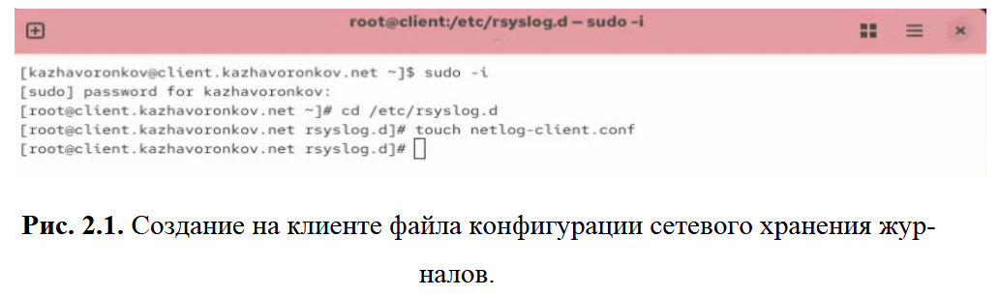 root@client:/etc/rsyslog.d – sudo -i
[kazhavoronkov@client.kazhavoronkov.net ~]$ sudo -i
[sudo] password for kazhavoronkov:
[root@client.kazhavoronkov.net ~]# cd /etc/rsyslog.d
[root@client.kazhavoronkov.net rsyslog.d]# touch netlog-client.conf
[root@client.kazhavoronkov.net rsyslog.d]#
Рис. 2.1. Создание на клиенте файла конфигурации сетевого хранения жур-
налов.